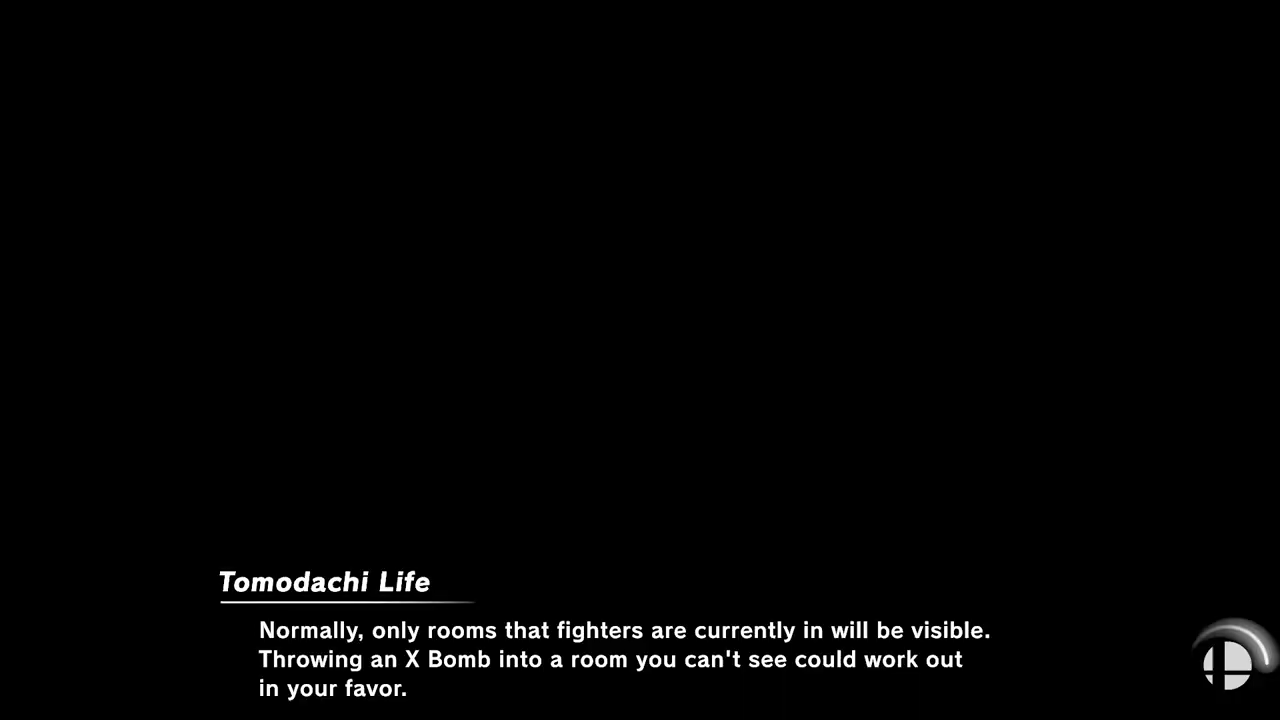 Tomodachi Life
Normally, only rooms that fighters are currently in will be visible.
Throwing an X Bomb into a room you can't see could work out
in your favor.